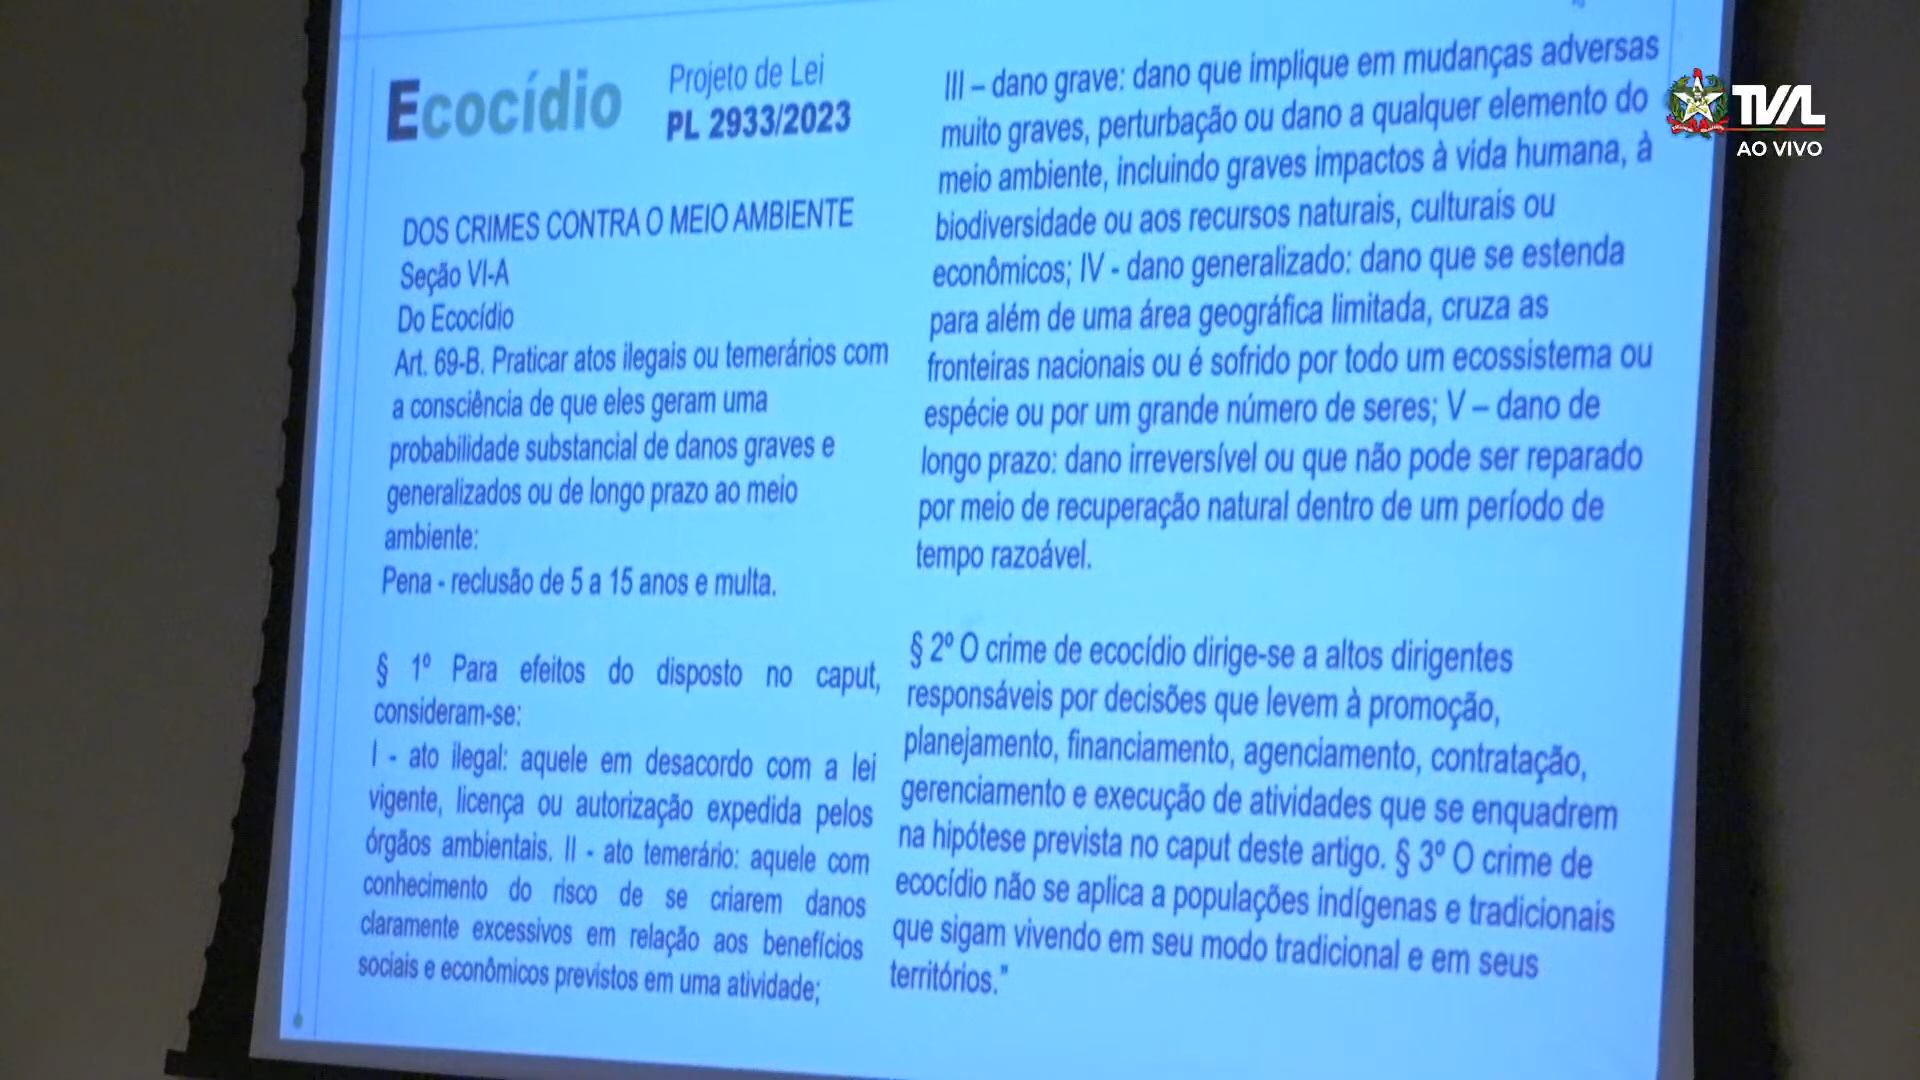 Ecocídio
Projeto de Lei
PL 2933/2023
DOS CRIMES CONTRA O MEIO AMBIENTE
Seção VI-A
Do Ecocídio
Art. 69-B. Praticar atos ilegais ou temerários com
a consciência de que eles geram uma
probabilidade substancial de danos graves e
generalizados ou de longo prazo ao meio
ambiente:
Pena - reclusão de 5 a 15 anos e multa.
§ 1º Para efeitos do disposto no caput,
consideram-se:
I - ato ilegal: aquele em desacordo com a lei
vigente, licença ou autorização expedida pelos
órgãos ambientais. II - ato temerário: aquele com
conhecimento do risco de se criarem danos
claramente excessivos em relação aos benefícios
sociais e econômicos previstos em uma atividade;
III – dano grave: dano que implique em mudanças adversas
muito graves, perturbação ou dano a qualquer elemento do
meio ambiente, incluindo graves impactos à vida humana, à
biodiversidade ou aos recursos naturais, culturais ou
econômicos; IV - dano generalizado: dano que se estenda
para além de uma área geográfica limitada, cruza as
fronteiras nacionais ou é sofrido por todo um ecossistema ou
espécie ou por um grande número de seres; V – dano de
longo prazo: dano irreversível ou que não pode ser reparado
por meio de recuperação natural dentro de um período de
tempo razoável.
§ 2º O crime de ecocídio dirige-se a altos dirigentes
responsáveis por decisões que levem à promoção,
planejamento, financiamento, agenciamento, contratação,
gerenciamento e execução de atividades que se enquadrem
na hipótese prevista no caput deste artigo. § 3º O crime de
ecocídio não se aplica a populações indígenas e tradicionais
que sigam vivendo em seu modo tradicional e em seus
territórios."
TVAL
AO VIVO